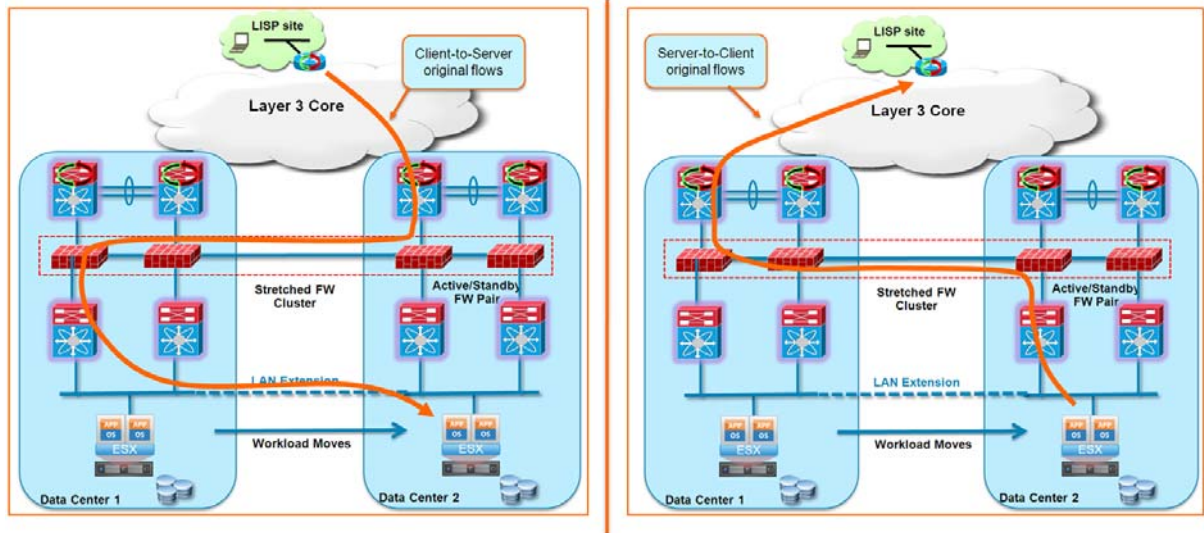 LISP site
Client-to-Server
original flows
Layer 3 Core
Stretched FW
Cluster
Active/Standby
FW Pair
LAN Extension
APP
OS
APP
OS
ESX
Workload Moves
APP
OS
APP
OS
ESX
Data Center 1
Data Center 2
LISP site
Server-to-Client
original flows
Layer 3 Core
Stretched FW
Cluster
Active/Standby
FW Pair
LAN Extension
APP
OS
APP
OS
ESX
Workload Moves
APP
OS
APP
OS
ESX
Data Center 1
Data Center 2